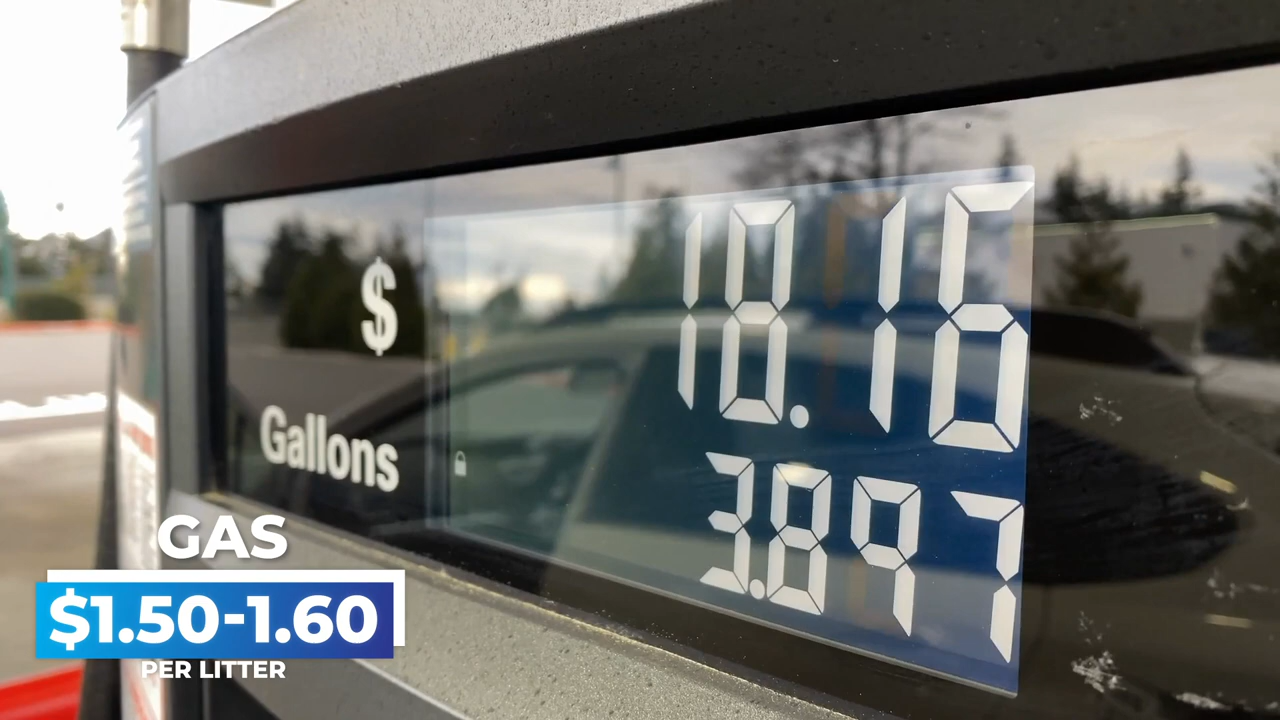 $ 18.16
Gallons 3.897
GAS
$1.50-1.60
PER LITTER